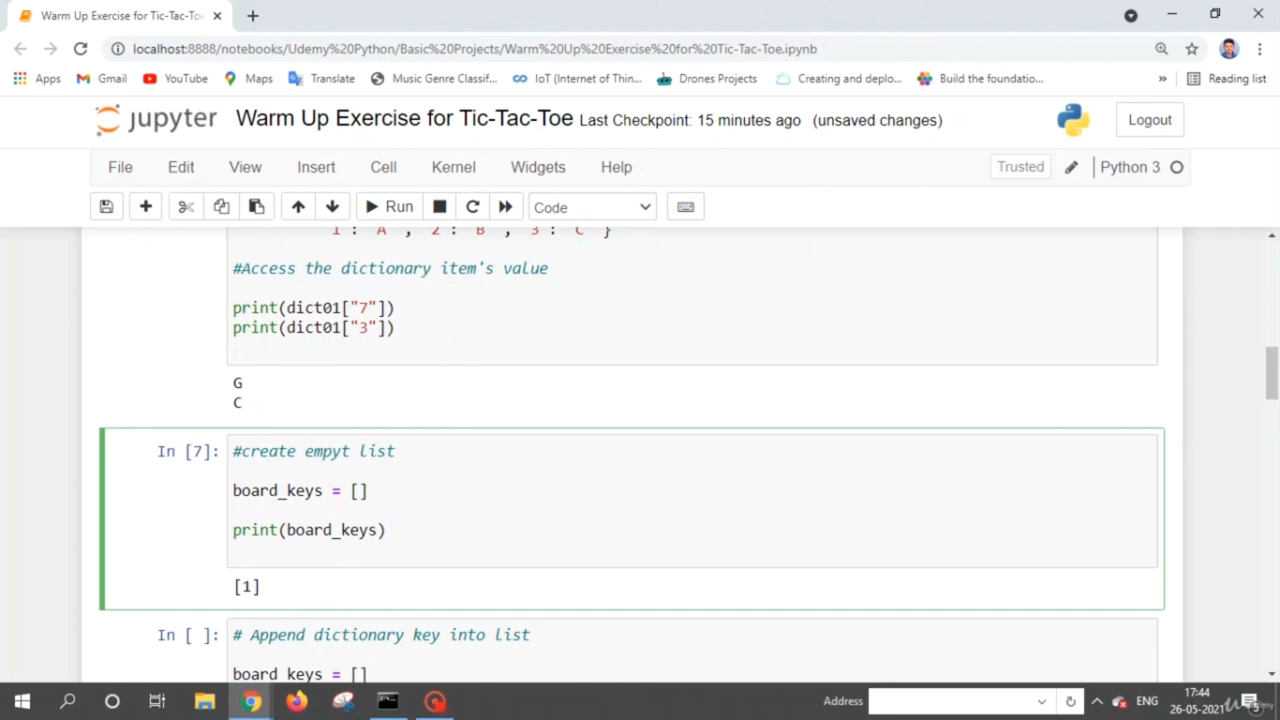 Warm Up Exercise for Tic-Tac-Toe
localhost:8888/notebooks/Udemy%20Python/Basic%20Projects/Warm%20Up%20Exercise%20for%20Tic-Tac-Toe.ipynb
Apps Gmail YouTube Maps Translate Music Genre Classif... IoT (Internet of Thin... Drones Projects Creating and deplo... Build the foundatio... » Reading list
jupyter Warm Up Exercise for Tic-Tac-Toe Last Checkpoint: 15 minutes ago (unsaved changes) Logout
File Edit View Insert Cell Kernel Widgets Help Trusted Python 3
Run Code
1 : A , 2 : B , 3 : C }
#Access the dictionary item's value
print(dict01["7"])
print(dict01["3"])
G
C
In [7]: #create empyt list
board_keys = []
print(board_keys)
[1]
In [ ]: # Append dictionary key into list
board_keys = []
Address ENG 17:44
26-05-2021